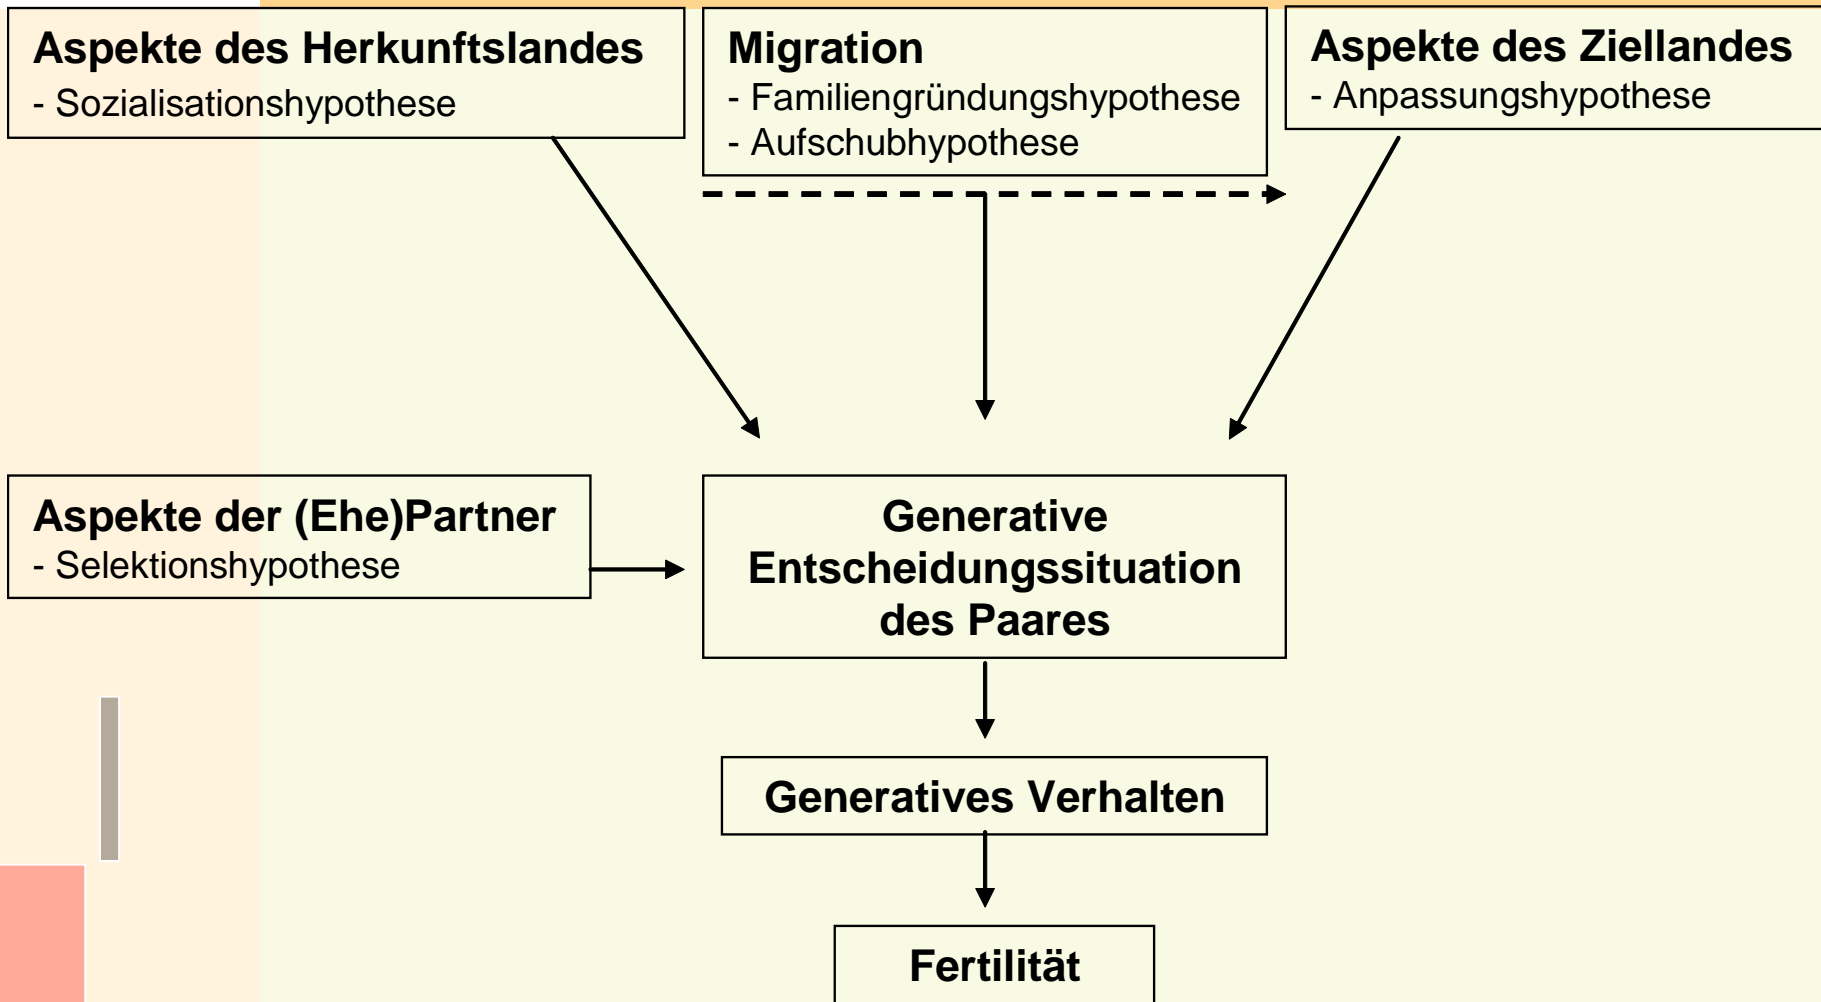 Aspekte des Herkunftslandes
- Sozialisationshypothese
Migration
- Familiengründungshypothese
- Aufschubhypothese
Aspekte des Ziellandes
- Anpassungshypothese
Aspekte der (Ehe)Partner
- Selektionshypothese
Generative
Entscheidungssituation
des Paares
Generatives Verhalten
Fertilität